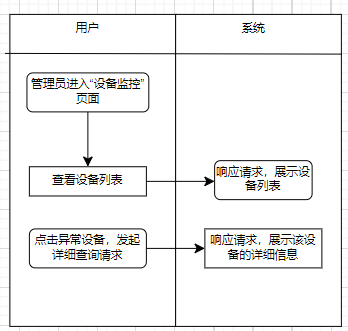 用户
系统
管理员进入“设备监控”
页面
查看设备列表
响应请求，展示设
备列表
点击异常设备，发起
详细查询请求
响应请求，展示该设
备的详细信息